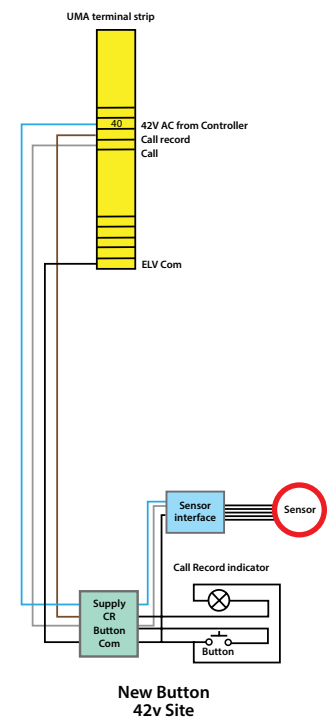 UMA terminal strip
40
42V AC from Controller
Call record
Call
ELV Com
Sensor
interface
Sensor
Call Record indicator
Supply
CR
Button
Com
Button
New Button
42v Site